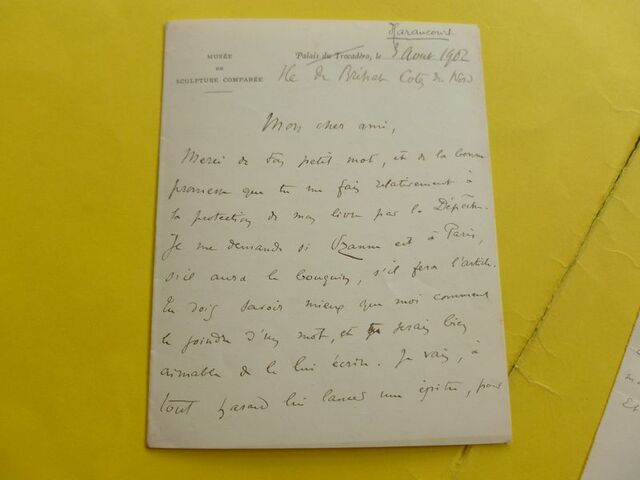 Haraucourt
MUSÉE
DE
SCULPTURE COMPARÉE
Palais du Trocadéro, le 3 Aout 1902
Ile de Bréhat Cotes du Nord
Mon cher ami,
Merci de ton petit mot, et de la bonne
promesse que tu me fais relativement à
la protection de mon livre par la Dépêche.
Je me demande si Uzanne est à Paris,
s'il aura le bouquin, s'il fera l'article.
Tu dois savoir mieux que moi comment
le joindre d'un mot, et tu serais bien
aimable de le lui écrire. Je vais, à
tout hasard lui lancer une épitre, pour